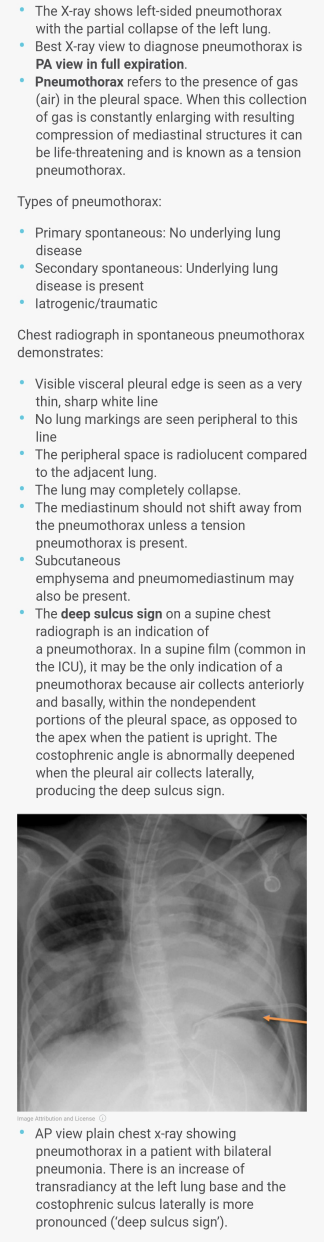 The X-ray shows left-sided pneumothorax
with the partial collapse of the left lung.
Best X-ray view to diagnose pneumothorax is
PA view in full expiration.
Pneumothorax refers to the presence of gas
(air) in the pleural space. When this collection
of gas is constantly enlarging with resulting
compression of mediastinal structures it can
be life-threatening and is known as a tension
pneumothorax.
Types of pneumothorax:
Primary spontaneous: No underlying lung
disease
Secondary spontaneous: Underlying lung
disease is present
Iatrogenic/traumatic
Chest radiograph in spontaneous pneumothorax
demonstrates:
Visible visceral pleural edge is seen as a very
thin, sharp white line
No lung markings are seen peripheral to this
line
The peripheral space is radiolucent compared
to the adjacent lung.
The lung may completely collapse.
The mediastinum should not shift away from
the pneumothorax unless a tension
pneumothorax is present.
Subcutaneous
emphysema and pneumomediastinum may
also be present.
The deep sulcus sign on a supine chest
radiograph is an indication of
a pneumothorax. In a supine film (common in
the ICU), it may be the only indication of a
pneumothorax because air collects anteriorly
and basally, within the nondependent
portions of the pleural space, as opposed to
the apex when the patient is upright. The
costophrenic angle is abnormally deepened
when the pleural air collects laterally,
producing the deep sulcus sign.
Image Attribution and License
AP view plain chest x-ray showing
pneumothorax in a patient with bilateral
pneumonia. There is an increase of
transradiancy at the left lung base and the
costophrenic sulcus laterally is more
pronounced (‘deep sulcus sign’).